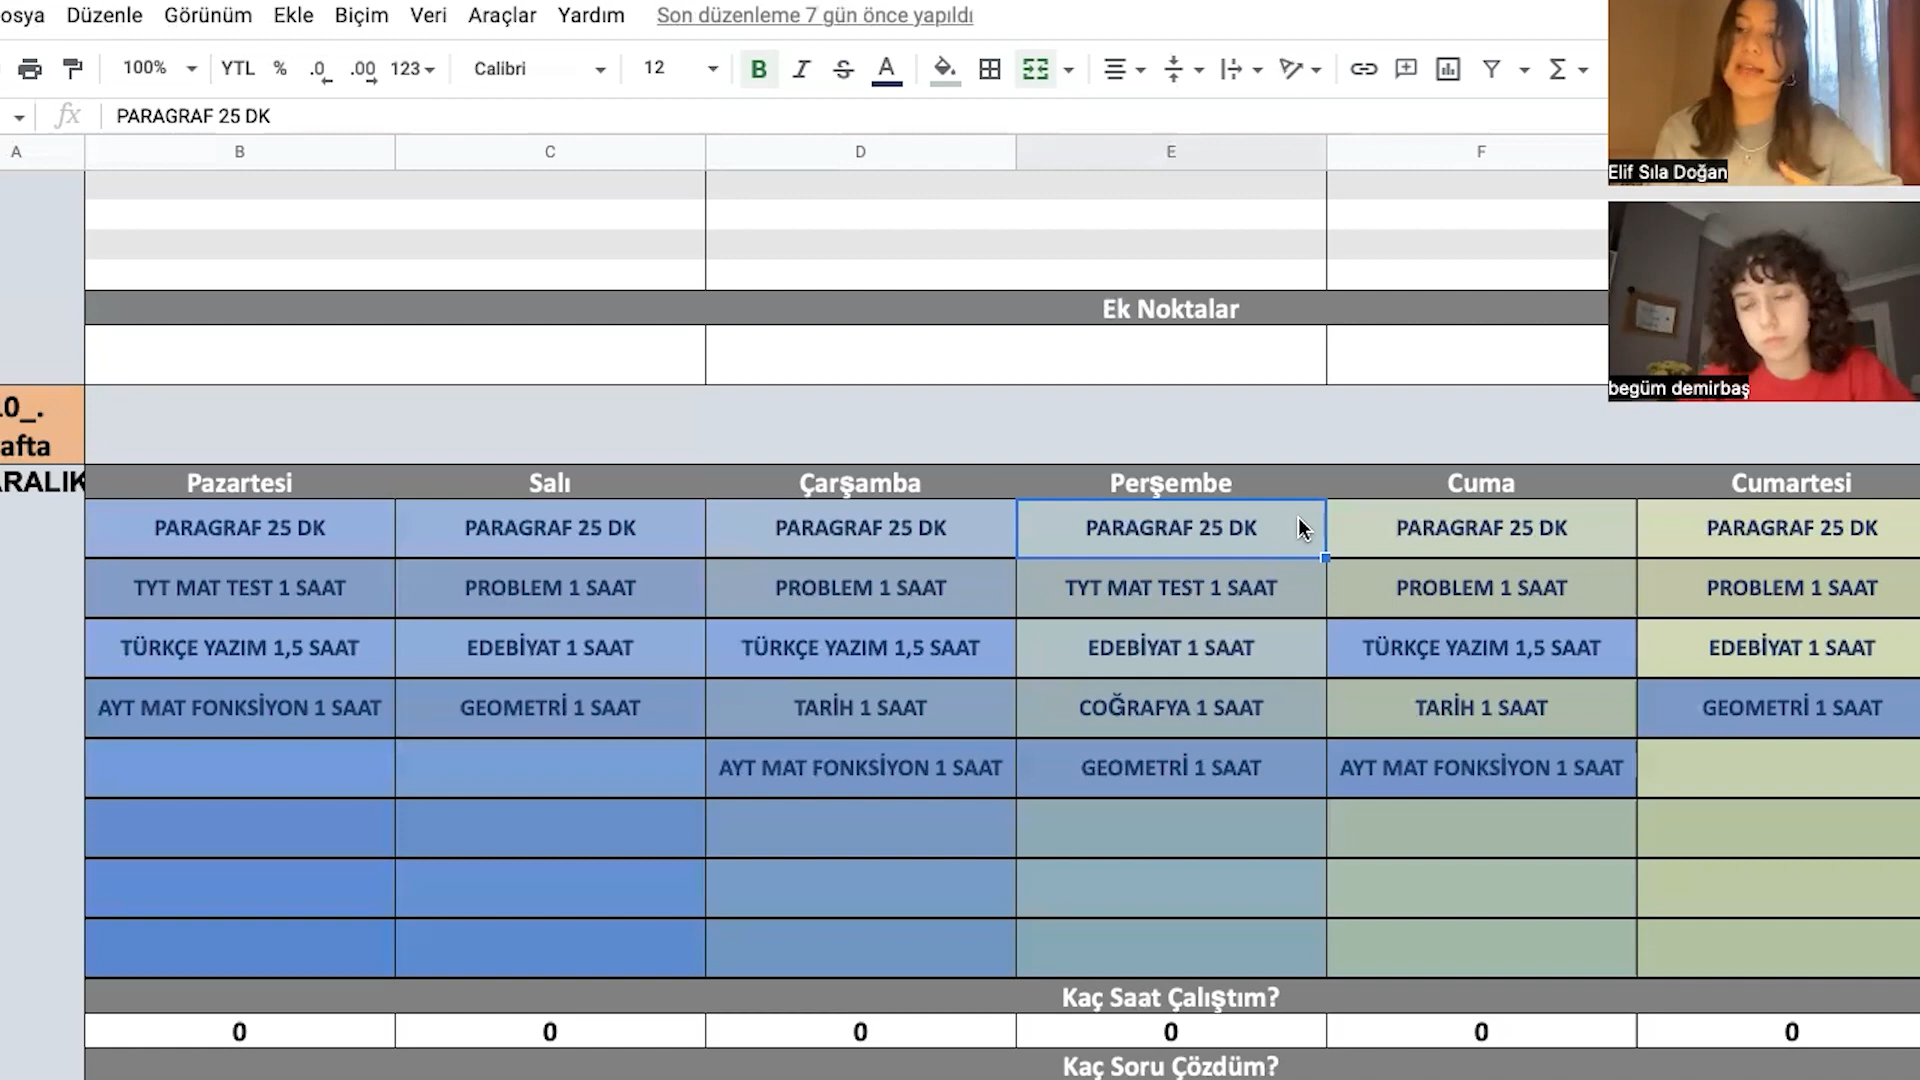 osya Düzenle Görünüm Ekle Biçim Veri Araçlar Yardım Son düzenleme 7 gün önce yapıldı
100% YTL % .0 .00 123 Calibri 12 B I S A Σ
fx PARAGRAF 25 DK
A B C D E F
Elif Sıla Doğan
Ek Noktalar
begüm demirbaş
.0_.
afta
ARALIK Pazartesi Salı Çarşamba Perşembe Cuma Cumartesi
PARAGRAF 25 DK PARAGRAF 25 DK PARAGRAF 25 DK PARAGRAF 25 DK PARAGRAF 25 DK PARAGRAF 25 DK
TYT MAT TEST 1 SAAT PROBLEM 1 SAAT PROBLEM 1 SAAT TYT MAT TEST 1 SAAT PROBLEM 1 SAAT PROBLEM 1 SAAT
TÜRKÇE YAZIM 1,5 SAAT EDEBİYAT 1 SAAT TÜRKÇE YAZIM 1,5 SAAT EDEBİYAT 1 SAAT TÜRKÇE YAZIM 1,5 SAAT EDEBİYAT 1 SAAT
AYT MAT FONKSİYON 1 SAAT GEOMETRİ 1 SAAT TARİH 1 SAAT COĞRAFYA 1 SAAT TARİH 1 SAAT GEOMETRİ 1 SAAT
AYT MAT FONKSİYON 1 SAAT GEOMETRİ 1 SAAT AYT MAT FONKSİYON 1 SAAT
Kaç Saat Çalıştım?
0 0 0 0 0 0
Kaç Soru Çözdüm?